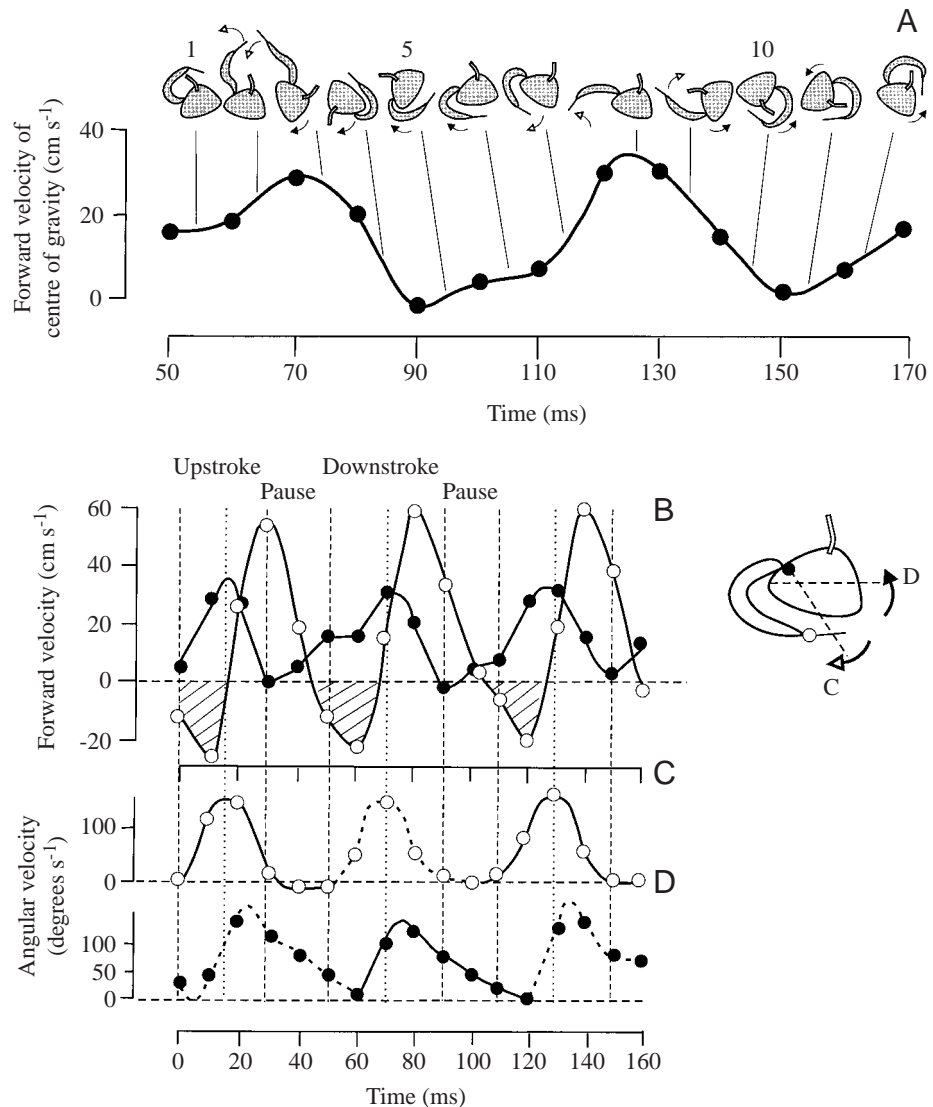 A
1 5 10
Forward velocity of
centre of gravity (cm s-1)
40
20
0
50 70 90 110 130 150 170
Time (ms)
Upstroke Downstroke
Pause Pause
B
Forward velocity (cm s-1)
60
40
20
0
-20
D
C
C
Angular velocity
(degrees s-1)
100
0
D
100
50
0
0 20 40 60 80 100 120 140 160
Time (ms)